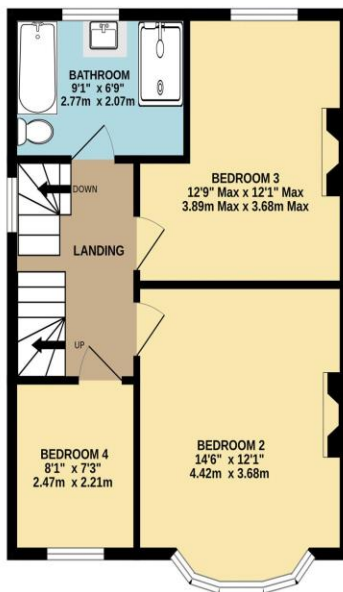 BATHROOM
9'1" x 6'9"
2.77m x 2.07m
BEDROOM 3
12'9" Max x 12'1" Max
3.89m Max x 3.68m Max
DOWN
LANDING
UP
BEDROOM 4
8'1" x 7'3"
2.47m x 2.21m
BEDROOM 2
14'6" x 12'1"
4.42m x 3.68m